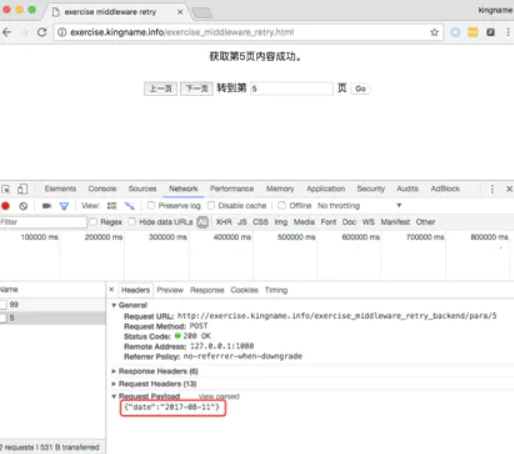 exercise middleware retry
kingname
exercise.kingname.info/exercise_middleware_retry.html
获取第5页内容成功。
上一页 下一页 转到第 5 页 Go
Elements Console Sources Network Performance Memory Application Security Audits AdBlock
View: Preserve log Disable cache Offline No throttling
Filter Regex Hide data URLs All XHR JS CSS Img Media Font Doc WS Manifest Other
100000 ms 200000 ms 300000 ms 400000 ms 500000 ms 600000 ms 700000 ms 800000 ms
Name × Headers Preview Response Cookies Timing
99
5
General
Request URL: http://exercise.kingname.info/exercise_middleware_retry_backend/para/5
Request Method: POST
Status Code: 200 OK
Remote Address: 127.0.0.1:1080
Referrer Policy: no-referrer-when-downgrade
Response Headers (6)
Request Headers (13)
Request Payload view parsed
{"date":"2017-08-11"}
2 requests | 531 B transferred